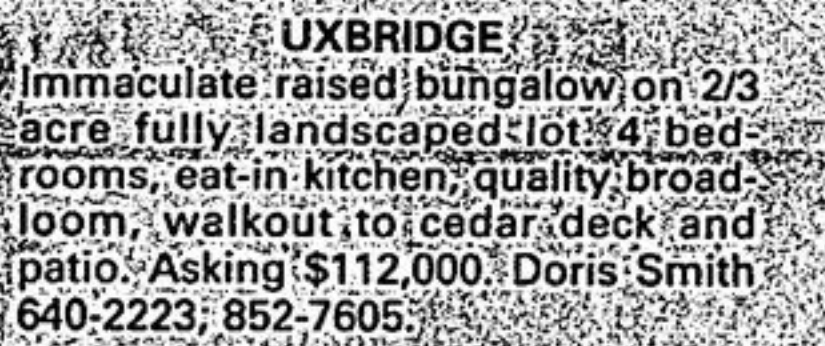 UXBRIDGE
Immaculate raised bungalow on 2/3
acre fully landscaped lot. 4 bed-
rooms, eat-in kitchen, quality broad-
loom, walkout to cedar deck and
patio. Asking $112,000. Doris Smith
640-2223, 852-7605.